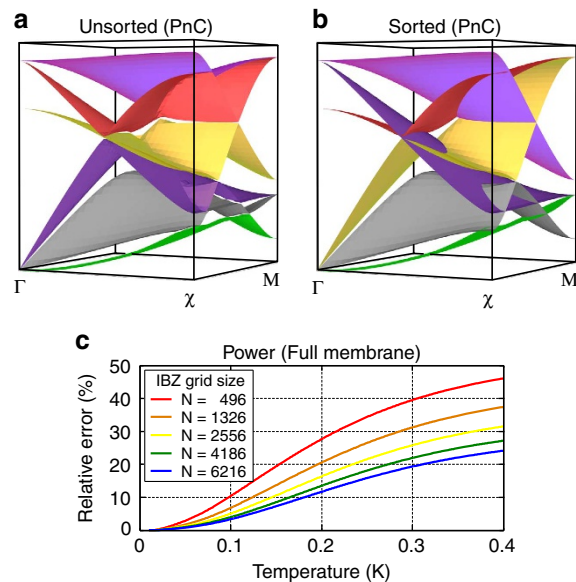 a Unsorted (PnC)
b Sorted (PnC)
Γ
χ
M
Γ
χ
M
c Power (Full membrane)
Relative error (%)
50
40
30
20
10
0
IBZ grid size
N = 496
N = 1326
N = 2556
N = 4186
N = 6216
0 0.1 0.2 0.3 0.4
Temperature (K)